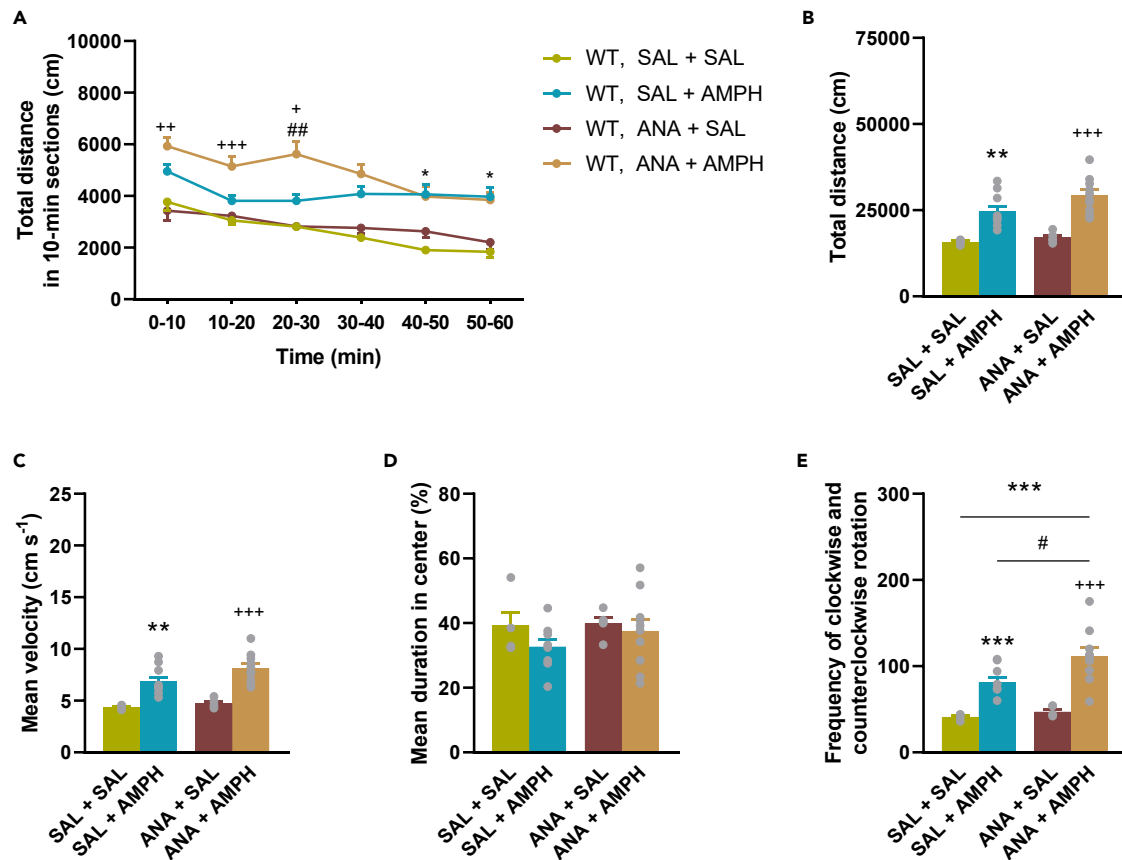 A
Total distance
in 10-min sections (cm)
10000
8000
6000
4000
2000
0
++
+++
+
##
*
*
0-10 10-20 20-30 30-40 40-50 50-60
Time (min)
WT, SAL + SAL
WT, SAL + AMPH
WT, ANA + SAL
WT, ANA + AMPH
B
Total distance (cm)
75000
50000
25000
0
**
+++
SAL + SAL
SAL + AMPH
ANA + SAL
ANA + AMPH
C
Mean velocity (cm s⁻¹)
25
20
15
10
5
0
**
+++
SAL + SAL
SAL + AMPH
ANA + SAL
ANA + AMPH
D
Mean duration in center (%)
80
60
40
20
0
SAL + SAL
SAL + AMPH
ANA + SAL
ANA + AMPH
E
Frequency of clockwise and
counterclockwise rotation
300
200
100
0
***
#
***
+++
SAL + SAL
SAL + AMPH
ANA + SAL
ANA + AMPH